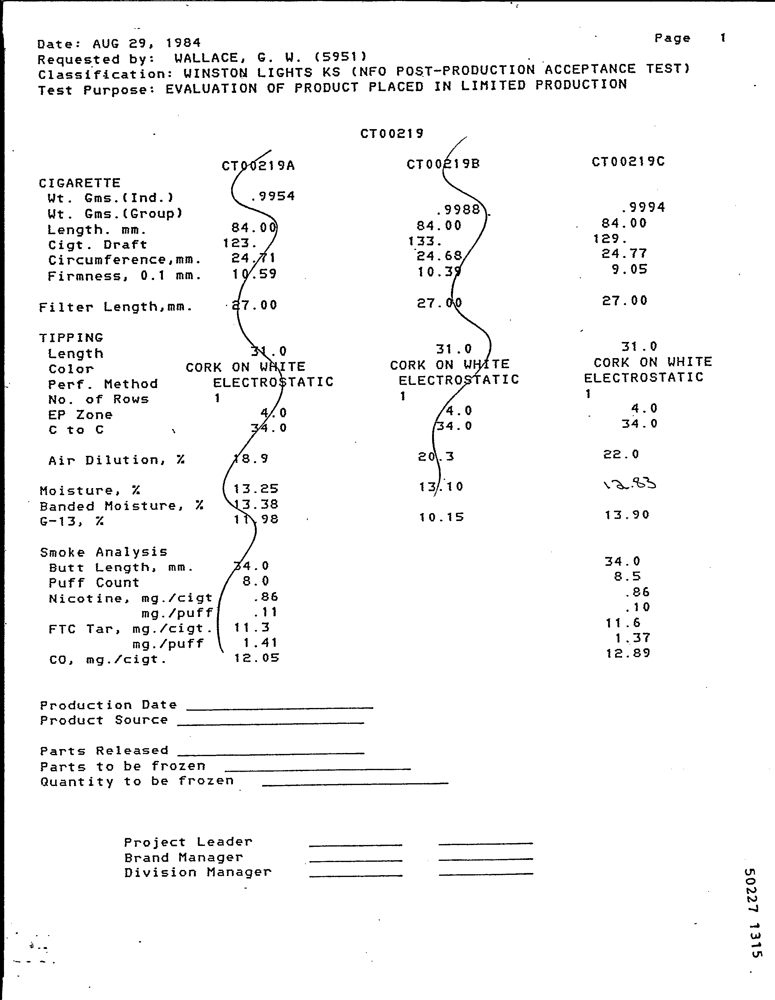 Page 1
Date: AUG 29, 1984
Requested by: WALLACE, G. W. (5951)
Classification: WINSTON LIGHTS KS (NFO POST-PRODUCTION ACCEPTANCE TEST)
Test Purpose: EVALUATION OF PRODUCT PLACED IN LIMITED PRODUCTION
CT00219
CT00219A CT00219B CT00219C
CIGARETTE
Wt. Gms.(Ind.) .9954
Wt. Gms.(Group) .9988 .9994
Length. mm. 84.00 84.00 84.00
Cigt. Draft 123. 133. 129.
Circumference,mm. 24.71 24.68 24.77
Firmness, 0.1 mm. 10.59 10.39 9.05
Filter Length,mm. 27.00 27.00 27.00
TIPPING
Length 31.0 31.0 31.0
Color CORK ON WHITE CORK ON WHITE CORK ON WHITE
Perf. Method ELECTROSTATIC ELECTROSTATIC ELECTROSTATIC
No. of Rows 1 1 1
EP Zone 4.0 4.0 4.0
C to C 34.0 34.0 34.0
Air Dilution, % 18.9 20.3 22.0
Moisture, % 13.25 13.10 12.83
Banded Moisture, % 13.38
G-13, % 11.98 10.15 13.90
Smoke Analysis
Butt Length, mm. 34.0 34.0
Puff Count 8.0 8.5
Nicotine, mg./cigt .86 .86
mg./puff .11 .10
FTC Tar, mg./cigt. 11.3 11.6
mg./puff 1.41 1.37
CO, mg./cigt. 12.05 12.89
Production Date
Product Source
Parts Released
Parts to be frozen
Quantity to be frozen
Project Leader
Brand Manager
Division Manager
50227 1315